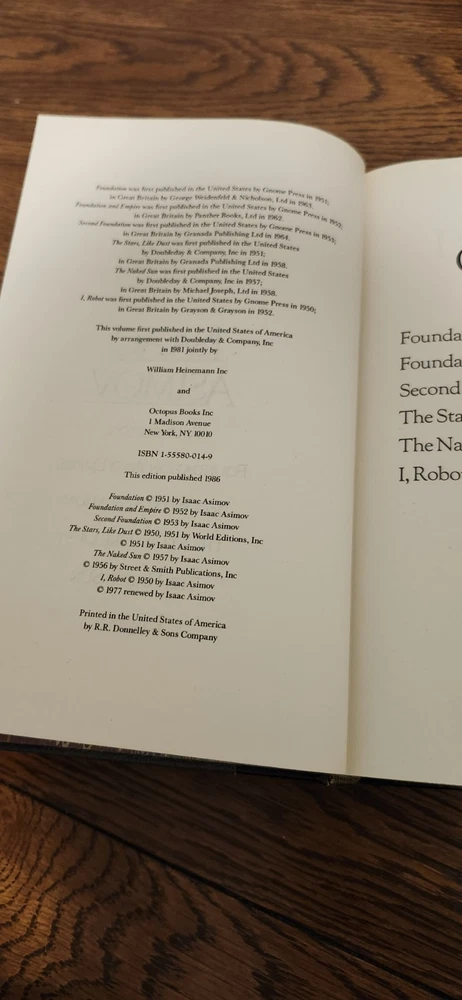 Foundation was first published in the United States by Gnome Press in 1951;
in Great Britain by George Weidenfeld & Nicholson, Ltd in 1963.
Foundation and Empire was first published in the United States by Gnome Press in 1952;
in Great Britain by Panther Books, Ltd in 1962.
Second Foundation was first published in the United States by Gnome Press in 1953;
in Great Britain by Granada Publishing Ltd in 1964.
The Stars, Like Dust was first published in the United States
by Doubleday & Company, Inc in 1951;
in Great Britain by Granada Publishing Ltd in 1958.
The Naked Sun was first published in the United States
by Doubleday & Company, Inc in 1957;
in Great Britain by Michael Joseph, Ltd in 1958.
I, Robot was first published in the United States by Gnome Press in 1950;
in Great Britain by Grayson & Grayson in 1952.
This volume first published in the United States of America
by arrangement with Doubleday & Company, Inc
in 1981 jointly by
William Heinemann Inc
and
Octopus Books Inc
1 Madison Avenue
New York, NY 10010
ISBN 1-55580-014-9
This edition published 1986
Foundation © 1951 by Isaac Asimov
Foundation and Empire © 1952 by Isaac Asimov
Second Foundation © 1953 by Isaac Asimov
The Stars, Like Dust © 1950, 1951 by World Editions, Inc
© 1951 by Isaac Asimov
The Naked Sun © 1957 by Isaac Asimov
© 1956 by Street & Smith Publications, Inc
I, Robot © 1950 by Isaac Asimov
© 1977 renewed by Isaac Asimov
Printed in the United States of America
by R.R. Donnelley & Sons Company
Founda
Founda
Second
The Sta
The Na
I, Robo